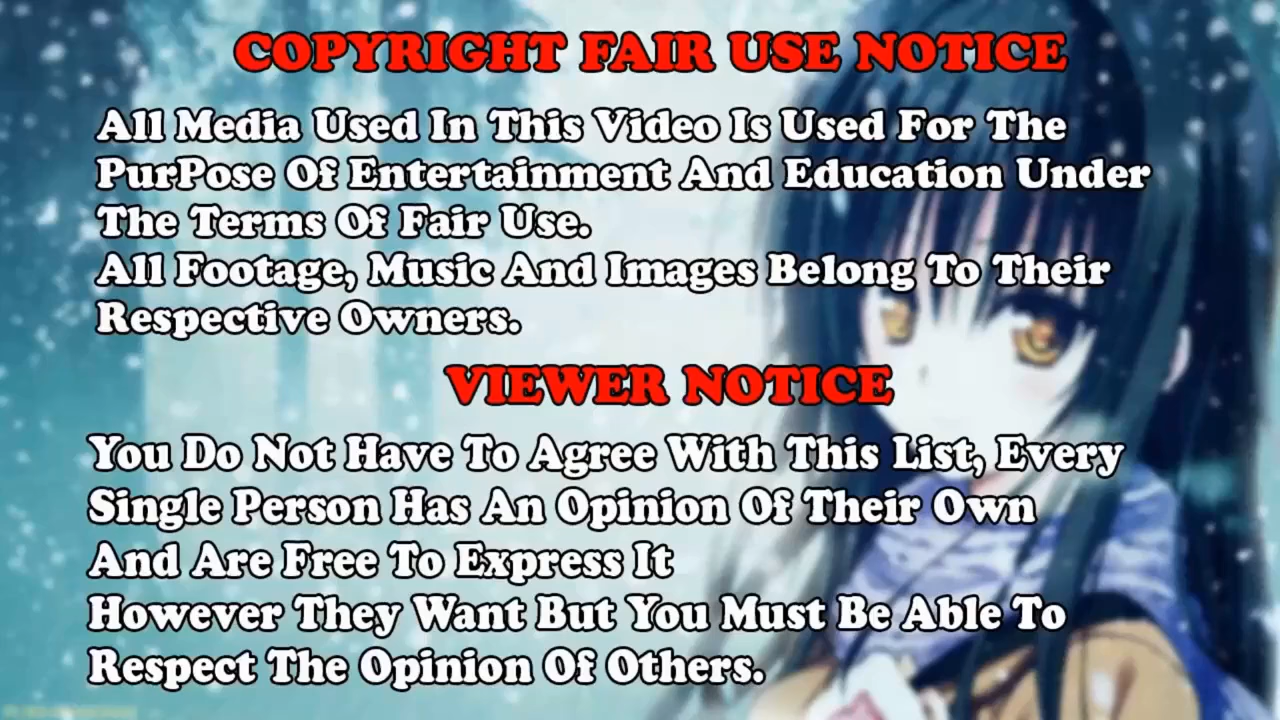 COPYRIGHT FAIR USE NOTICE
All Media Used In This Video Is Used For The
PurPose Of Entertainment And Education Under
The Terms Of Fair Use.
All Footage, Music And Images Belong To Their
Respective Owners.
VIEWER NOTICE
You Do Not Have To Agree With This List, Every
Single Person Has An Opinion Of Their Own
And Are Free To Express It
However They Want But You Must Be Able To
Respect The Opinion Of Others.